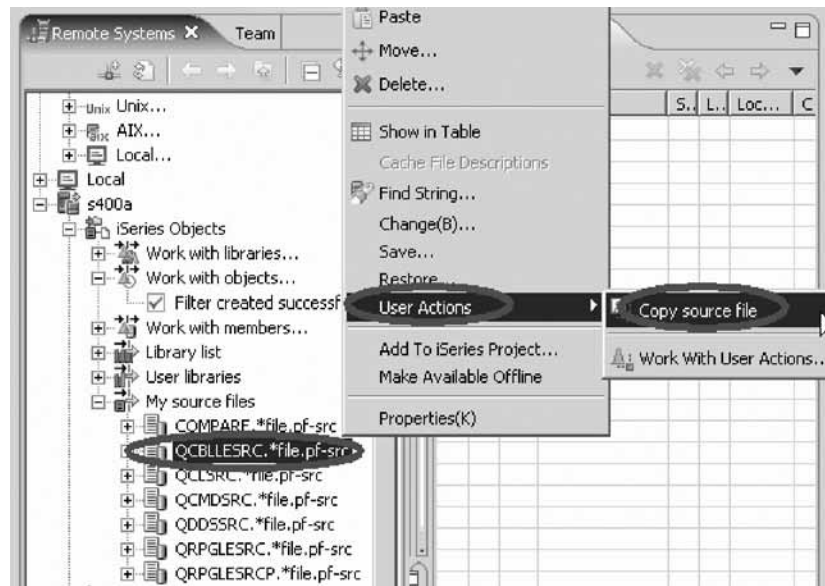 Remote Systems
Team
Unix Unix...
AIX...
Local...
Local
s400a
iSeries Objects
Work with libraries...
Work with objects...
Filter created successf
Work with members...
Library list
User libraries
My source files
COMPARE.*file.pf-src
QCBLLESRC.*file.pf-src
QCLSRC.*file.pf-src
QCMDSRC.*file.pf-src
QDDSSRC.*file.pf-src
QRPGLESRC.*file.pf-src
QRPGLESRCP.*file.pf-src
Paste
Move...
Delete...
Show in Table
Cache File Descriptions
Find String...
Change(B)...
Save...
Restore...
User Actions
Add To iSeries Project...
Make Available Offline
Properties(K)
Copy source file
Work With User Actions..
S.. L.. Loc... C